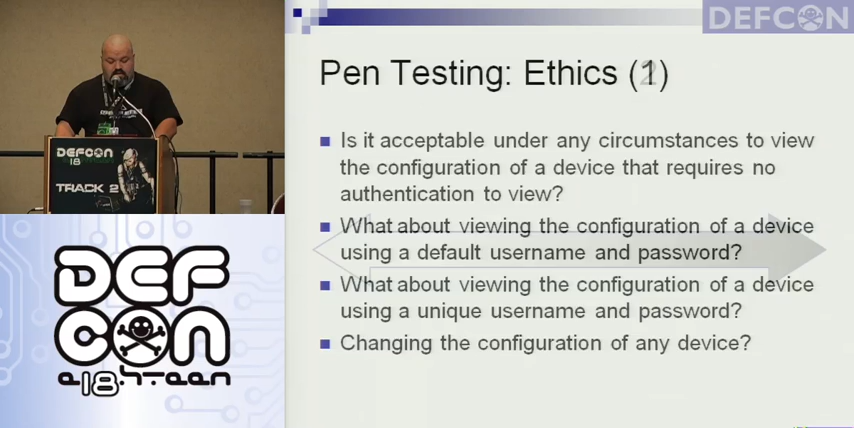 DEFCON
Pen Testing: Ethics ( )
Is it acceptable under any circumstances to view
the configuration of a device that requires no
authentication to view?
What about viewing the configuration of a device
using a default username and password?
What about viewing the configuration of a device
using a unique username and password?
Changing the configuration of any device?
DEFCON
18
TRACK 2
DEF
CON
e18hteen